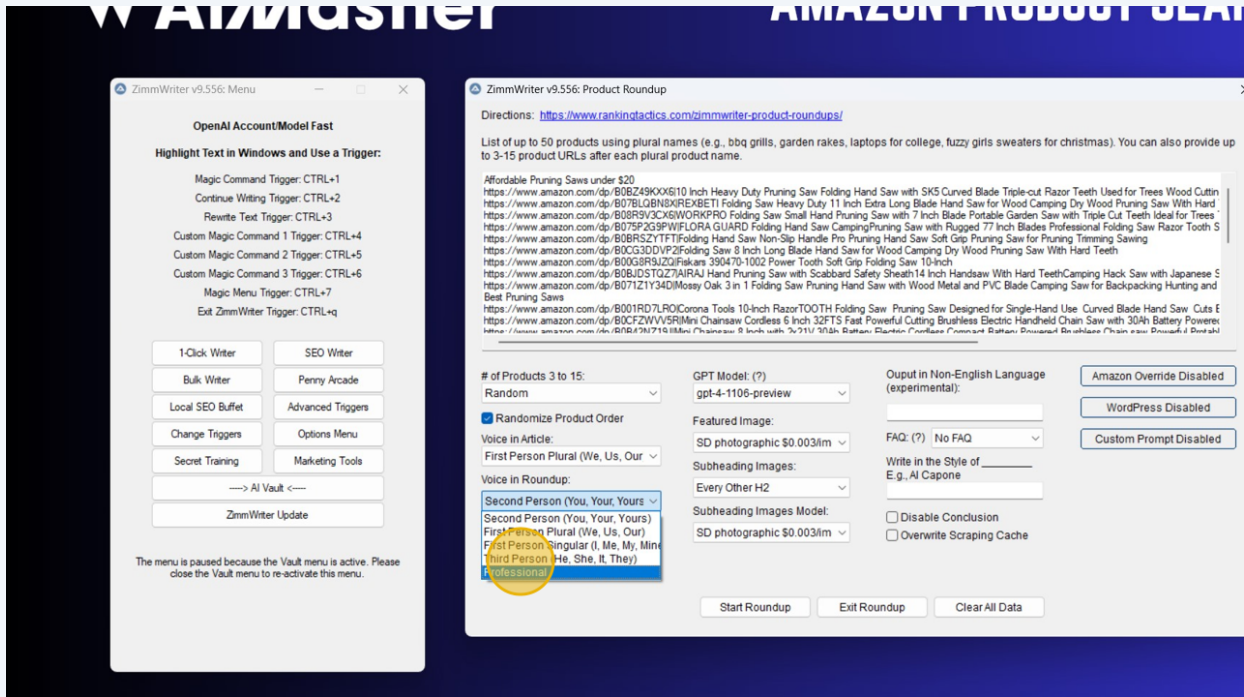 AIMasher
AMAZON PRODUCT
ZimmWriter v9.556: Menu
OpenAI Account/Model Fast
Highlight Text in Windows and Use a Trigger:
Magic Command Trigger: CTRL+1
Continue Writing Trigger: CTRL+2
Rewrite Text Trigger: CTRL+3
Custom Magic Command 1 Trigger: CTRL+4
Custom Magic Command 2 Trigger: CTRL+5
Custom Magic Command 3 Trigger: CTRL+6
Magic Menu Trigger: CTRL+7
Exit ZimmWriter Trigger: CTRL+q
1-Click Writer SEO Writer
Bulk Writer Penny Arcade
Local SEO Buffet Advanced Triggers
Change Triggers Options Menu
Secret Training Marketing Tools
----> AI Vault <----
ZimmWriter Update
The menu is paused because the Vault menu is active. Please
close the Vault menu to re-activate this menu.
ZimmWriter v9.556: Product Roundup
Directions: https://www.rankingtactics.com/zimmwriter-product-roundups/
List of up to 50 products using plural names (e.g., bbq grills, garden rakes, laptops for college, fuzzy girls sweaters for christmas). You can also provide up
to 3-15 product URLs after each plural product name.
Affordable Pruning Saws under $20
https://www.amazon.com/dp/B0BZ49KXX6|10 Inch Heavy Duty Pruning Saw Folding Hand Saw with SK5 Curved Blade Triple-cut Razor Teeth Used for Trees Wood Cuttin
https://www.amazon.com/dp/B07BLQBN8X|REXBETI Folding Saw Heavy Duty 11 Inch Extra Long Blade Hand Saw for Wood Camping Dry Wood Pruning Saw With Hard
https://www.amazon.com/dp/B08R9V3CX6|WORKPRO Folding Saw Small Hand Pruning Saw with 7 Inch Blade Portable Garden Saw with Triple Cut Teeth Ideal for Trees
https://www.amazon.com/dp/B075P2G9PW|FLORA GUARD Folding Hand Saw CampingPruning Saw with Rugged 77 Inch Blades Professional Folding Saw Razor Tooth S
https://www.amazon.com/dp/B0BRSZYTFT|Folding Hand Saw Non-Slip Handle Pro Pruning Hand Saw Soft Grip Pruning Saw for Pruning Trimming Sawing
https://www.amazon.com/dp/B0CG3DDVP2|Folding Saw 8 Inch Long Blade Hand Saw for Wood Camping Dry Wood Pruning Saw With Hard Teeth
https://www.amazon.com/dp/B00G8R9JZQ|Fiskars 390470-1002 Power Tooth Soft Grip Folding Saw 10-Inch
https://www.amazon.com/dp/B0BJDSTQZ7|AIRAJ Hand Pruning Saw with Scabbard Safety Sheath14 Inch Handsaw With Hard TeethCamping Hack Saw with Japanese S
https://www.amazon.com/dp/B071Z1Y34D|Mossy Oak 3 in 1 Folding Saw Pruning Hand Saw with Wood Metal and PVC Blade Camping Saw for Backpacking Hunting and
Best Pruning Saws
https://www.amazon.com/dp/B001RD7LRO|Corona Tools 10-Inch RazorTOOTH Folding Saw Pruning Saw Designed for Single-Hand Use Curved Blade Hand Saw Cuts
https://www.amazon.com/dp/B0CFZWVV5R|Mini Chainsaw Cordless 6 Inch 32FTS Fast Powerful Cutting Brushless Electric Handheld Chain Saw with 30Ah Battery Powered
https://www.amazon.com/dp/B0B42NZ19J|Mini Chainsaw 8 Inch with 2x21V 30Ah Battery Electric Cordless Compact Battery Powered Brushless Chain saw Powerful
# of Products 3 to 15:
Random
Randomize Product Order
Voice in Article:
First Person Plural (We, Us, Our
Voice in Roundup:
Second Person (You, Your, Yours
Second Person (You, Your, Yours)
First Person Plural (We, Us, Our)
First Person Singular (I, Me, My, Mine
Third Person (He, She, It, They)
Professional
GPT Model: (?)
gpt-4-1106-preview
Featured Image:
SD photographic $0.003/im
Subheading Images:
Every Other H2
Subheading Images Model:
SD photographic $0.003/im
Ouput in Non-English Language
(experimental):
FAQ: (?) No FAQ
Write in the Style of ________
E.g., Al Capone
Disable Conclusion
Overwrite Scraping Cache
Amazon Override Disabled
WordPress Disabled
Custom Prompt Disabled
Start Roundup Exit Roundup Clear All Data